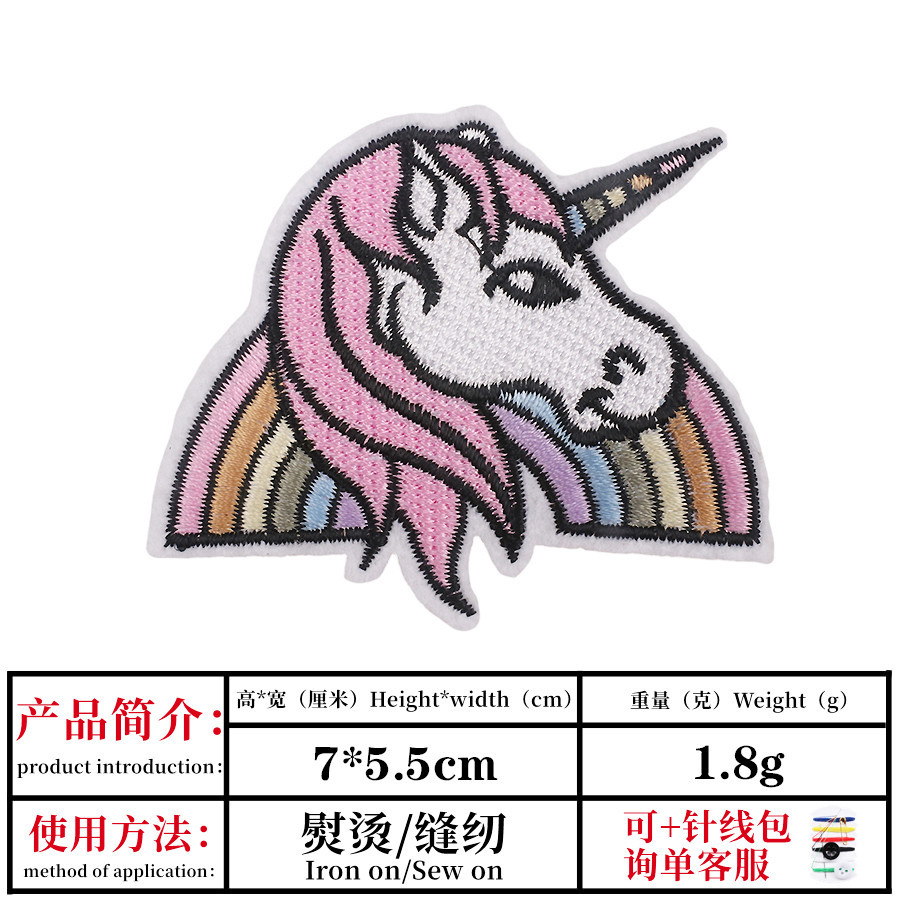 产品简介：
product introduction：
高*宽（厘米）Height*width（cm）
重量（克）Weight（g）
7*5.5cm
1.8g
使用方法：
method of application：
熨烫/缝纫
Iron on/Sew on
可+针线包
询单客服